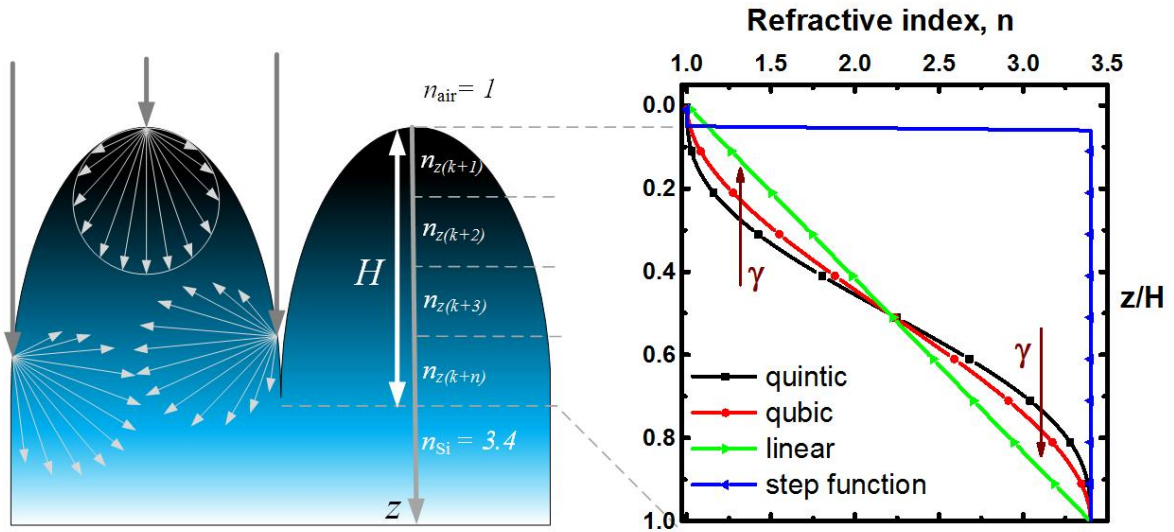 n_air = 1
n_z(k+1)
n_z(k+2)
H
n_z(k+3)
n_z(k+n)
n_Si = 3.4
z
Refractive index, n
1.0 1.5 2.0 2.5 3.0 3.5
0.0
0.2
0.4
0.6
0.8
1.0
z/H
γ
γ
quintic
qubic
linear
step function